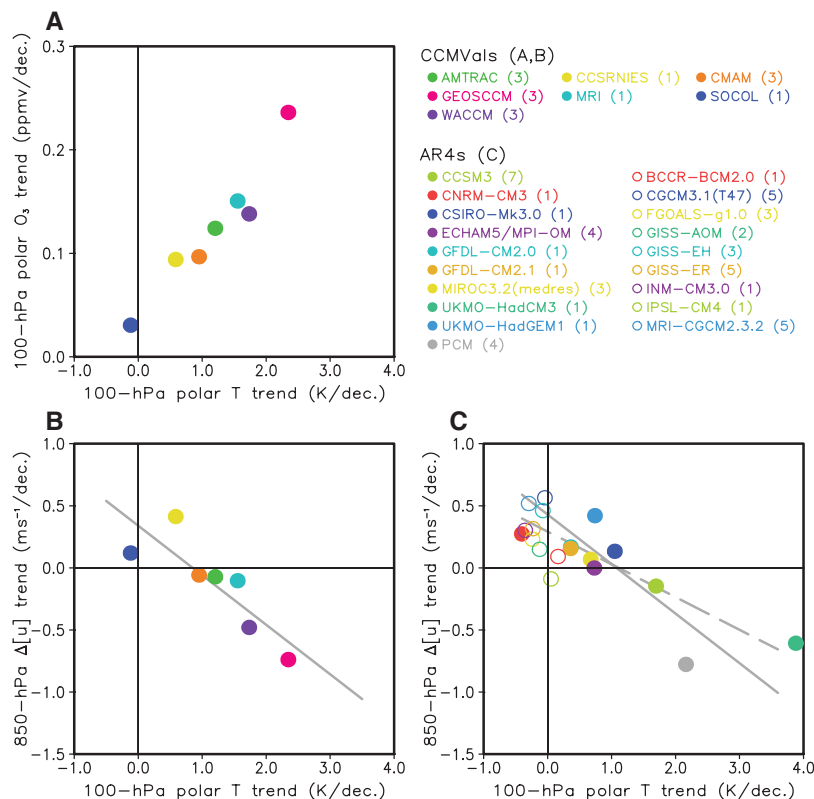 A
0.3
0.2
0.1
0.0
100-hPa polar O₃ trend (ppmv/dec.)
-1.0 0.0 1.0 2.0 3.0 4.0
100-hPa polar T trend (K/dec.)
CCMVals (A,B)
AMTRAC (3) CCSRNIES (1) CMAM (3)
GEOSCCM (3) MRI (1) SOCOL (1)
WACCM (3)
AR4s (C)
CCSM3 (7) BCCR-BCM2.0 (1)
CNRM-CM3 (1) CGCM3.1(T47) (5)
CSIRO-Mk3.0 (1) FGOALS-g1.0 (3)
ECHAM5/MPI-OM (4) GISS-AOM (2)
GFDL-CM2.0 (1) GISS-EH (3)
GFDL-CM2.1 (1) GISS-ER (5)
MIROC3.2(medres) (3) INM-CM3.0 (1)
UKMO-HadCM3 (1) IPSL-CM4 (1)
UKMO-HadGEM1 (1) MRI-CGCM2.3.2 (5)
PCM (4)
B
1.0
0.5
0.0
-0.5
-1.0
-1.5
850-hPa Δ[u] trend (ms⁻¹/dec.)
-1.0 0.0 1.0 2.0 3.0 4.0
100-hPa polar T trend (K/dec.)
C
1.0
0.5
0.0
-0.5
-1.0
-1.5
850-hPa Δ[u] trend (ms⁻¹/dec.)
-1.0 0.0 1.0 2.0 3.0 4.0
100-hPa polar T trend (K/dec.)